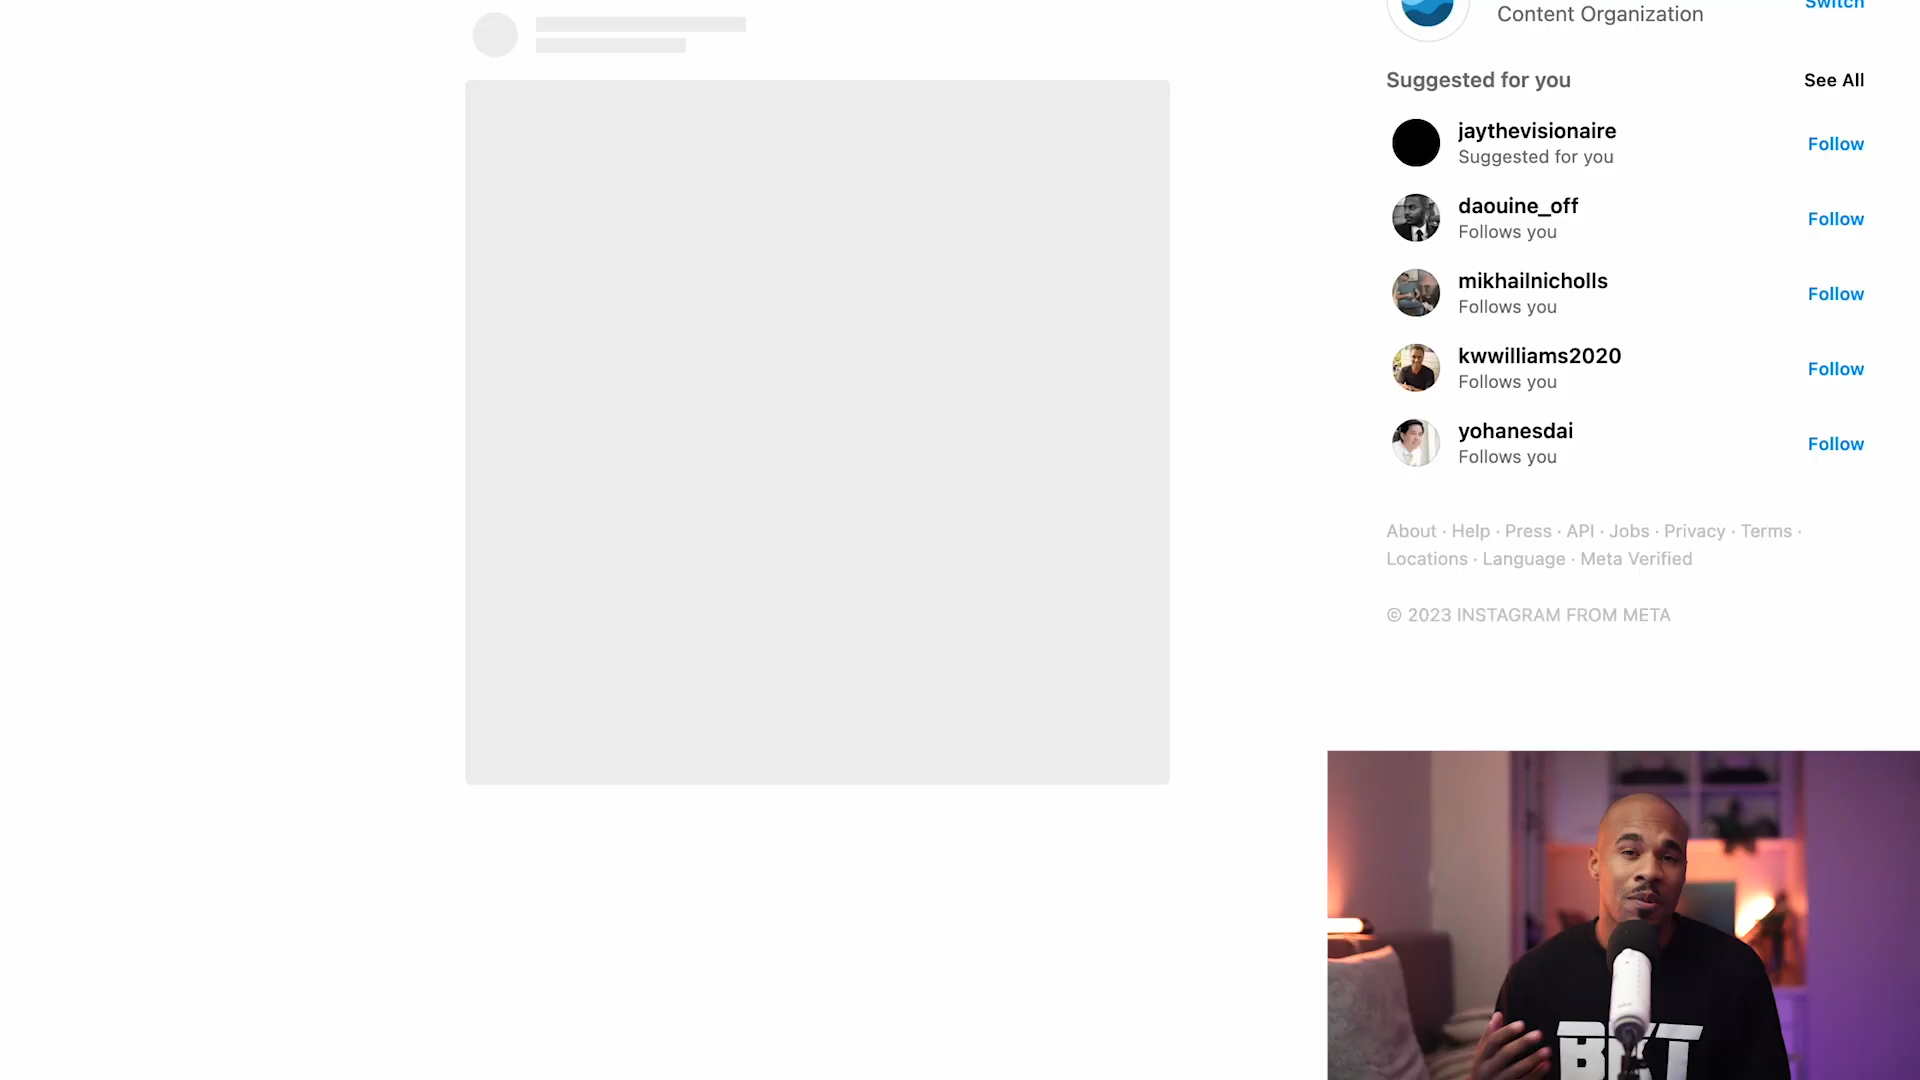 Switch
Content Organization
Suggested for you
See All
jaythevisionaire
Suggested for you
Follow
daouine_off
Follows you
Follow
mikhailnicholls
Follows you
Follow
kwwilliams2020
Follows you
Follow
yohanesdai
Follows you
Follow
About · Help · Press · API · Jobs · Privacy · Terms ·
Locations · Language · Meta Verified
© 2023 INSTAGRAM FROM META